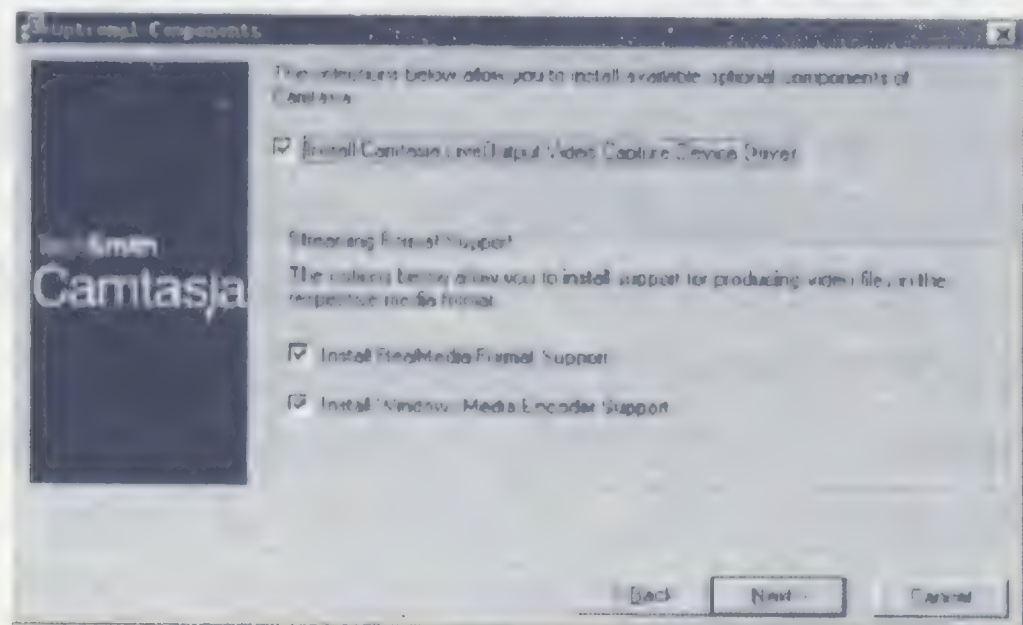 Optional Components
The selections below allow you to install available optional components of
Camtasia
Install Camtasia LiveOutput Video Capture Device Driver
Streaming Format Support
The options below allow you to install support for producing video files in the
respective media format
Install RealMedia Format Support
Install Windows Media Encoder Support
TechSmith
Camtasia
Back
Next
Cancel